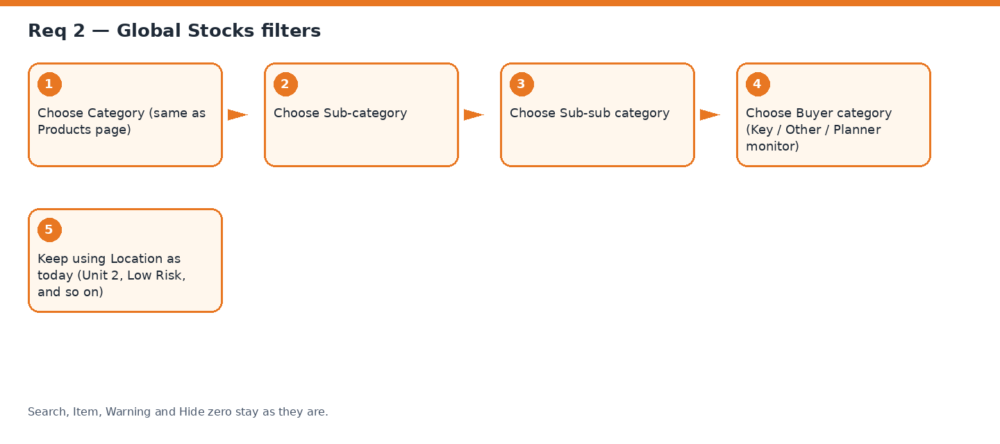 Req 2 — Global Stocks filters
1
Choose Category (same as
Products page)
2
Choose Sub-category
3
Choose Sub-sub category
4
Choose Buyer category
(Key / Other / Planner
monitor)
5
Keep using Location as
today (Unit 2, Low Risk,
and so on)
Search, Item, Warning and Hide zero stay as they are.